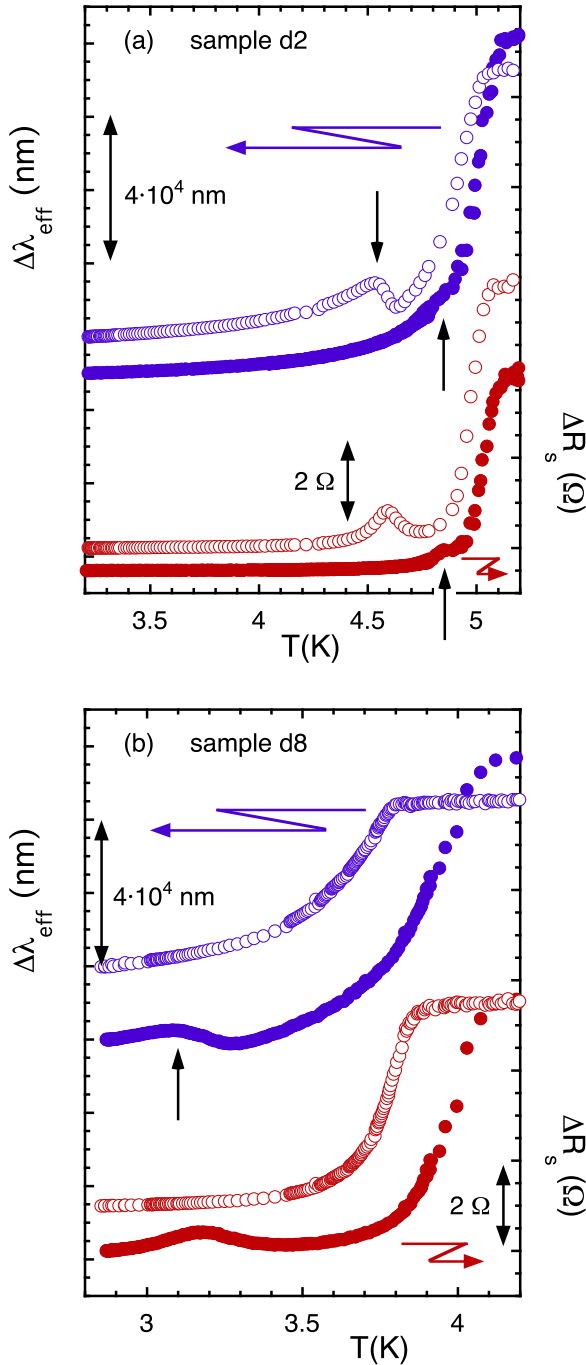 (a) sample d2
Δλeff (nm)
4·10⁴ nm
2 Ω
ΔRs (Ω)
3.5 4 4.5 5
T(K)
(b) sample d8
Δλeff (nm)
4·10⁴ nm
ΔRs (Ω)
2 Ω
3 3.5 4
T(K)